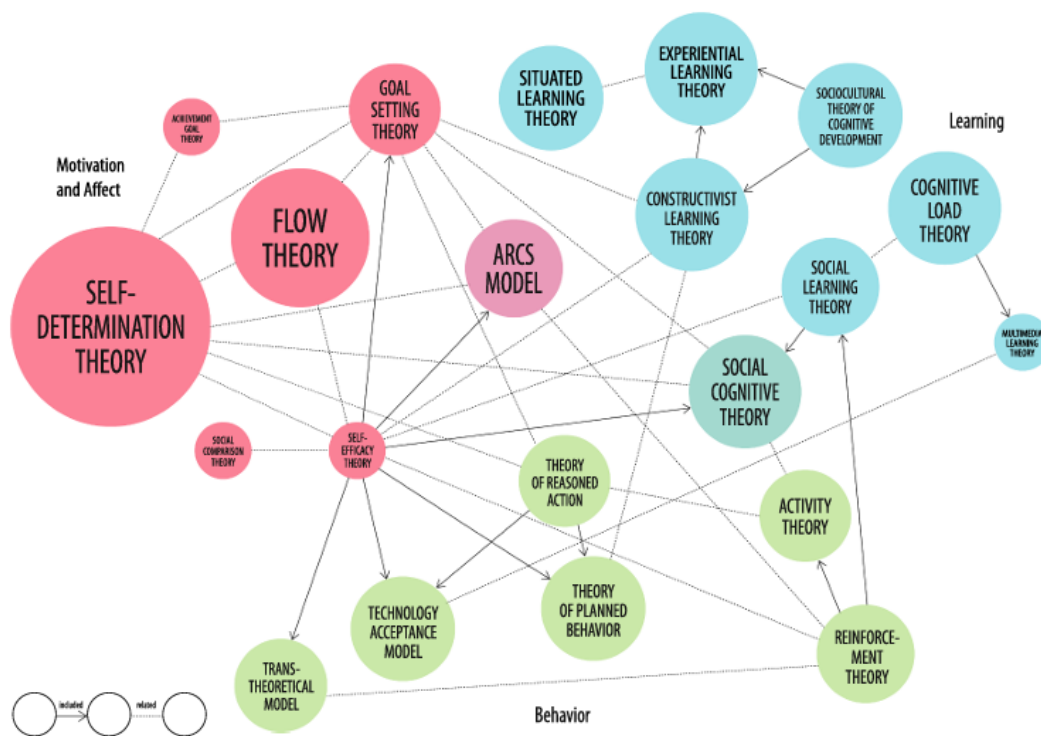 GOAL
SETTING
THEORY
ACHIEVEMENT
GOAL
THEORY
Motivation
and Affect
FLOW
THEORY
SELF-
DETERMINATION
THEORY
ARCS
MODEL
SITUATED
LEARNING
THEORY
EXPERIENTIAL
LEARNING
THEORY
SOCIOCULTURAL
THEORY OF
COGNITIVE
DEVELOPMENT
Learning
CONSTRUCTIVIST
LEARNING
THEORY
COGNITIVE
LOAD
THEORY
SOCIAL
LEARNING
THEORY
MULTIMEDIA
LEARNING
THEORY
SOCIAL
COGNITIVE
THEORY
SOCIAL
COMPARISON
THEORY
SELF-
EFFICACY
THEORY
THEORY
OF REASONED
ACTION
ACTIVITY
THEORY
TECHNOLOGY
ACCEPTANCE
MODEL
THEORY
OF PLANNED
BEHAVIOR
TRANS-
THEORETICAL
MODEL
REINFORCE-
MENT
THEORY
Behavior
included
related